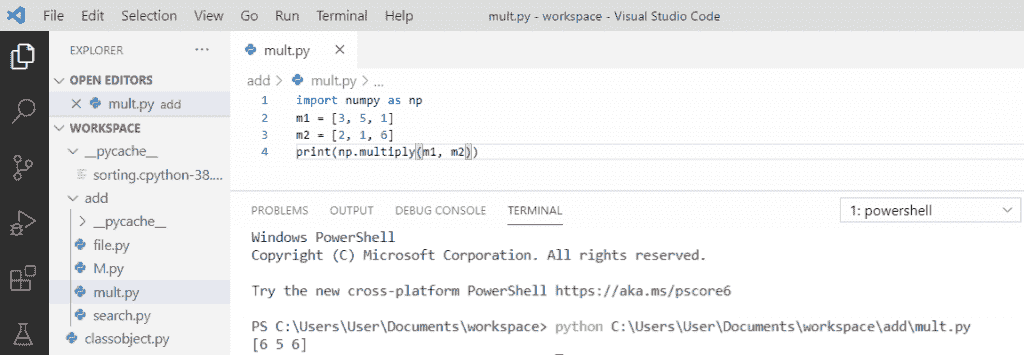 File Edit Selection View Go Run Terminal Help mult.py - workspace - Visual Studio Code
EXPLORER ···
OPEN EDITORS
mult.py add
WORKSPACE
__pycache__
sorting.cpython-38....
add
__pycache__
file.py
M.py
mult.py
search.py
classobject.py
mult.py
add > mult.py > ...
1 import numpy as np
2 m1 = [3, 5, 1]
3 m2 = [2, 1, 6]
4 print(np.multiply(m1, m2))
PROBLEMS OUTPUT DEBUG CONSOLE TERMINAL 1: powershell
Windows PowerShell
Copyright (C) Microsoft Corporation. All rights reserved.
Try the new cross-platform PowerShell https://aka.ms/pscore6
PS C:\Users\User\Documents\workspace> python C:\Users\User\Documents\workspace\add\mult.py
[6 5 6]